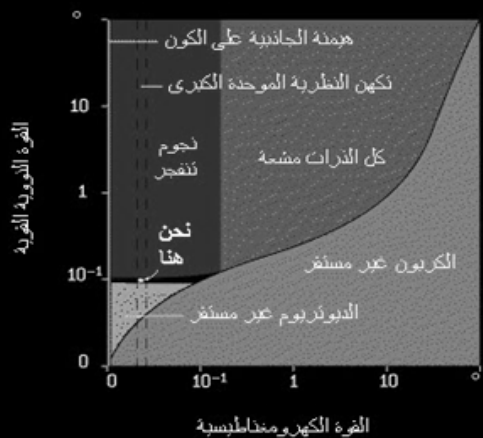 هيمنة الجاذبية على الكون
تكهن النظرية الموحدة الكبرى
نجوم
تنفجر
كل الذرات مشعة
نحن
هنا
الكربون غير مستقر
الديوتريوم غير مستقر
القوة النووية القوية
∞
10
1
10⁻¹
0
0
10⁻¹
1
10
∞
القوة الكهرومغناطيسية